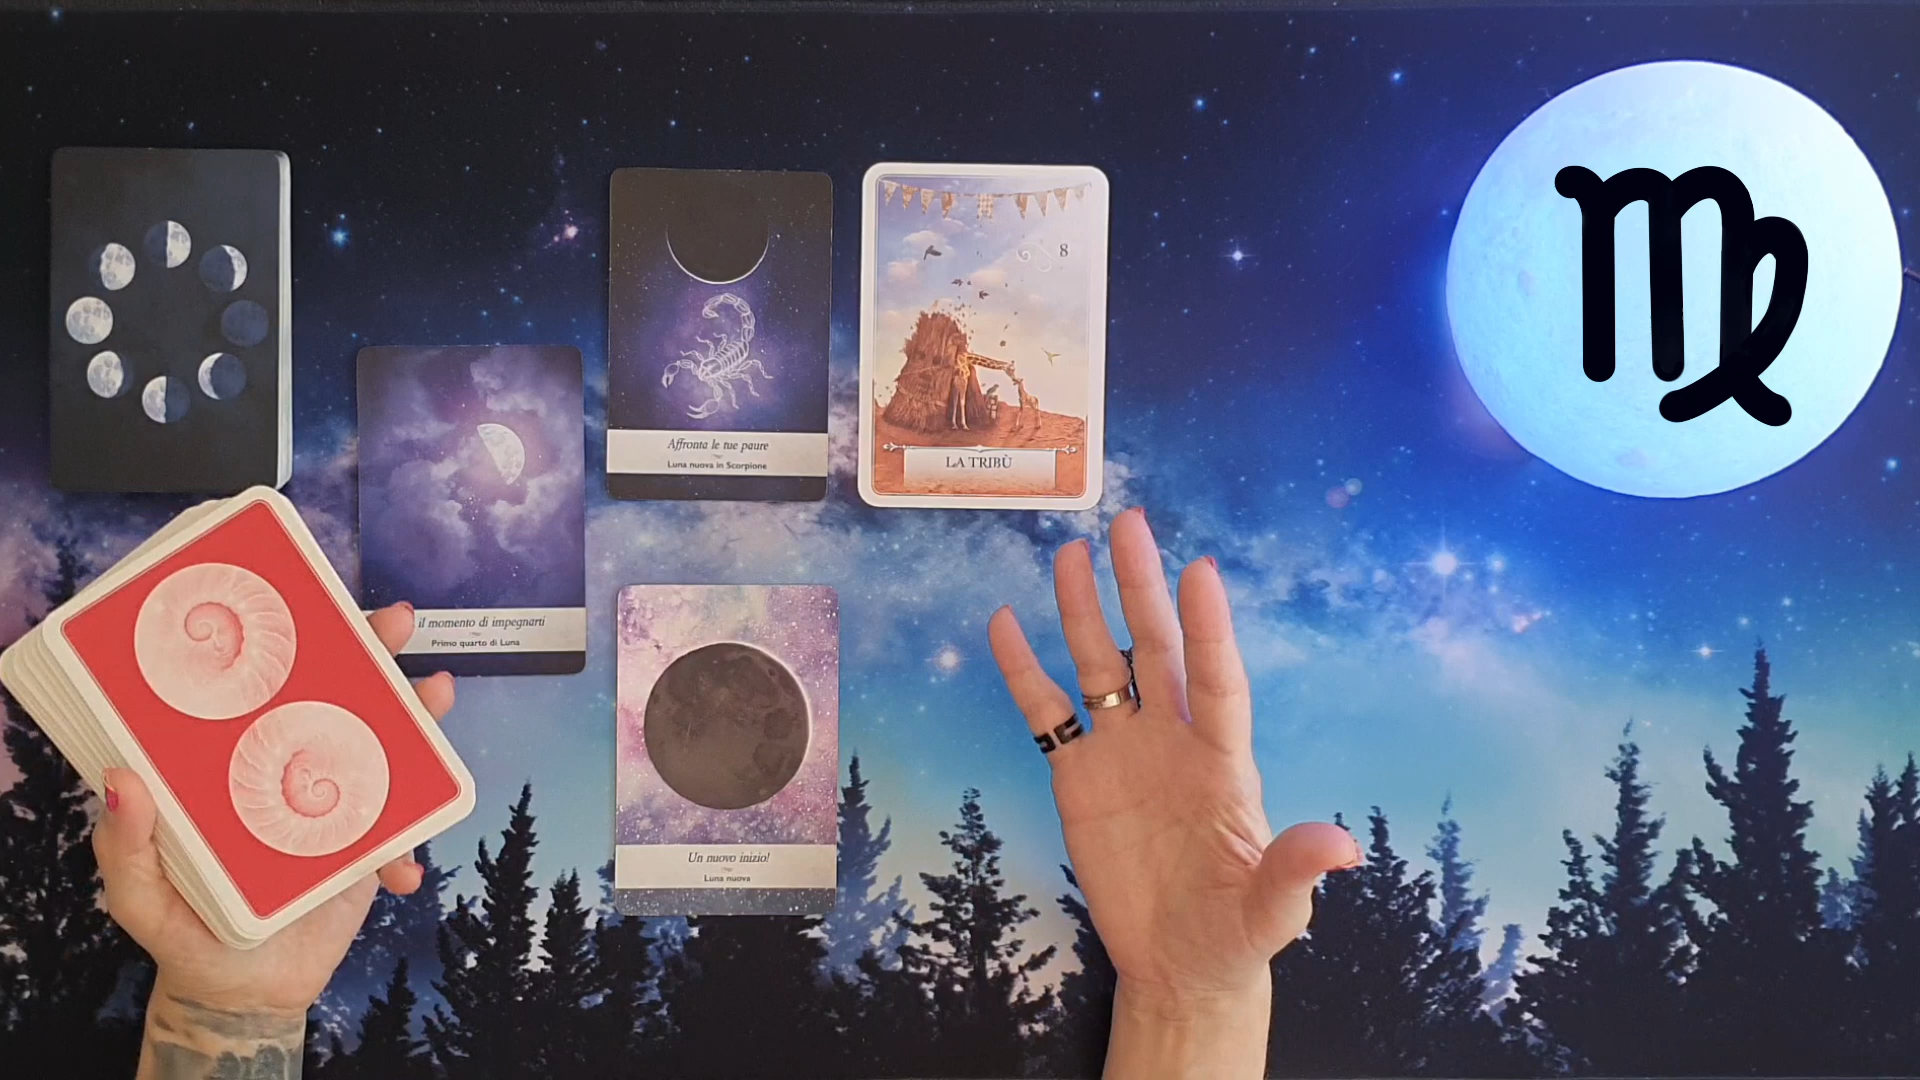 il momento di impegnarti
Primo quarto di Luna
Affronta le tue paure
Luna nuova in Scorpione
8
LA TRIBÙ
Un nuovo inizio!
Luna nuova